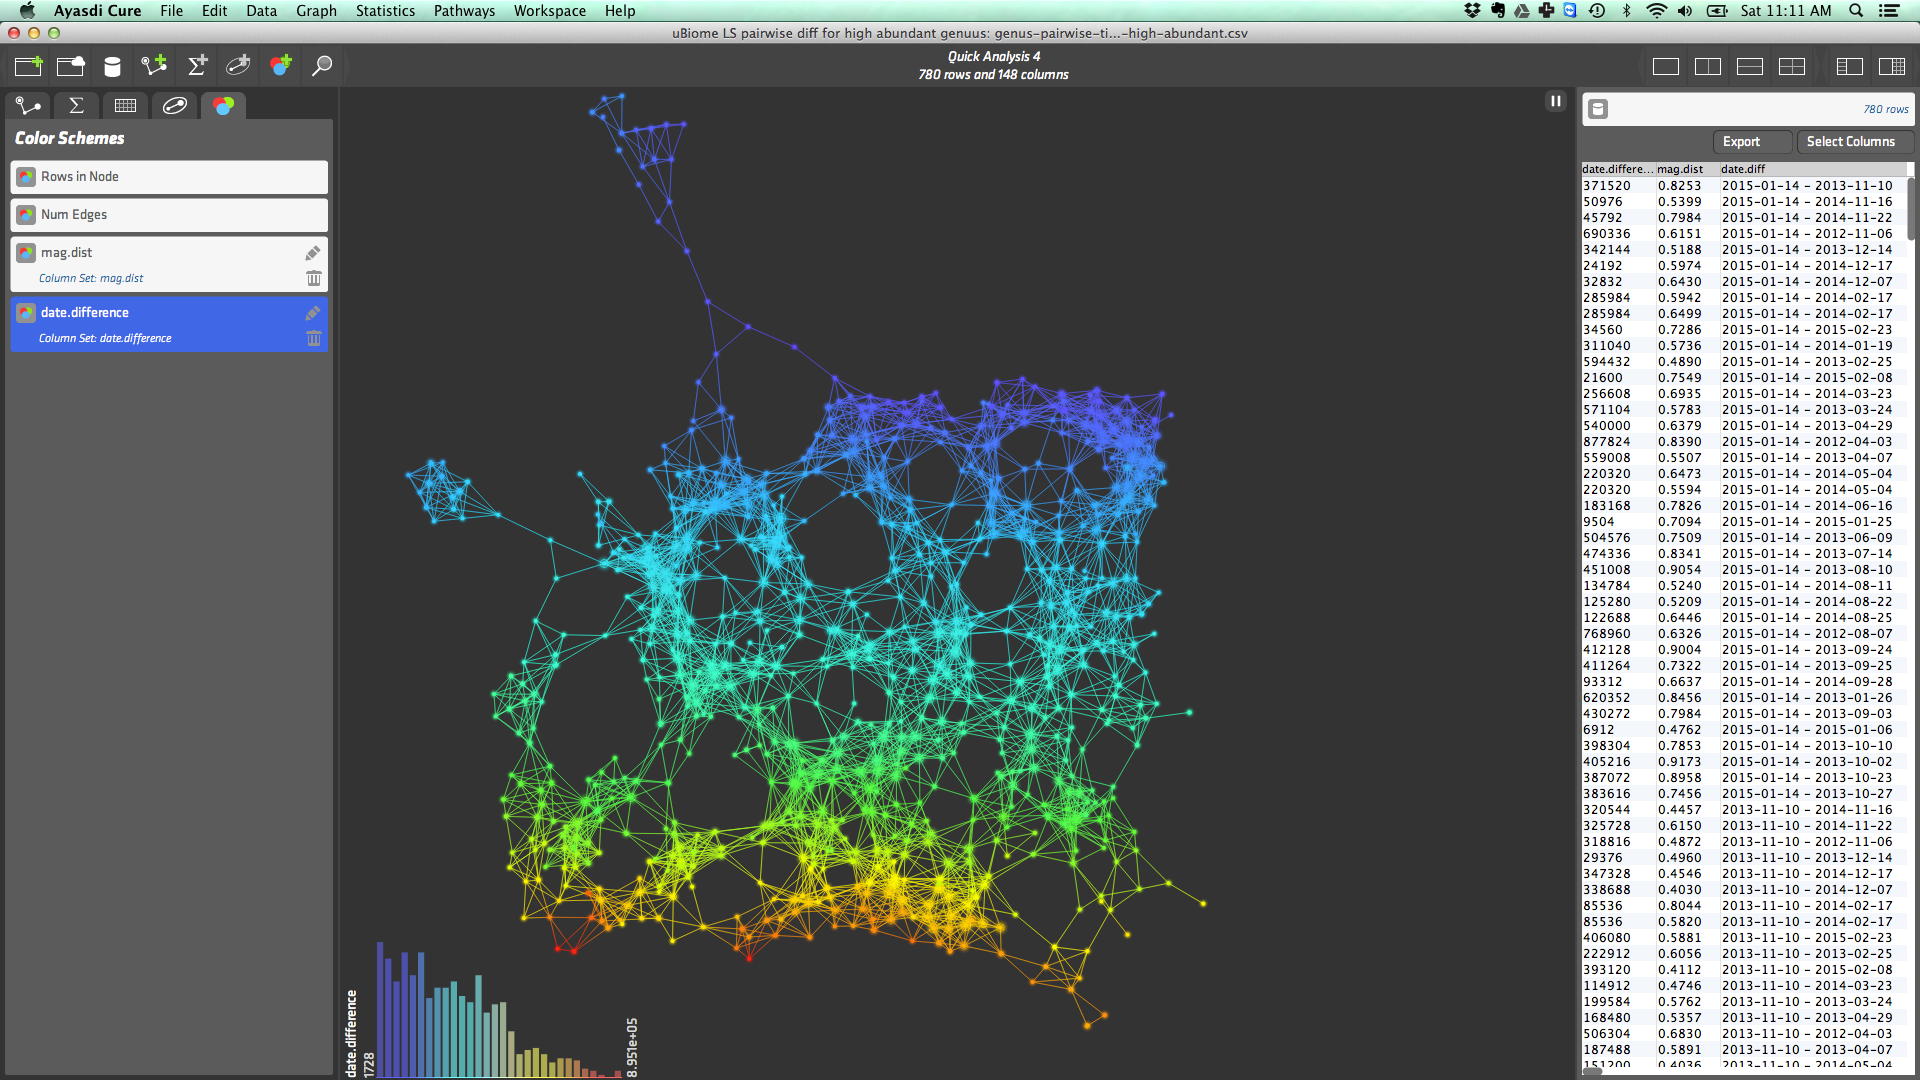 Ayasdi Cure File Edit Data Graph Statistics Pathways Workspace Help Sat 11:11 AM
uBiome LS pairwise diff for high abundant genuus: genus-pairwise-ti...-high-abundant.csv
Quick Analysis 4
780 rows and 148 columns
Color Schemes
Rows in Node
Num Edges
mag.dist
Column Set: mag.dist
date.difference
Column Set: date.difference
date.difference
1728
8.951e+05
780 rows
Export Select Columns
date.differe... mag.dist date.diff
371520 0.8253 2015-01-14 - 2013-11-10
50976 0.5399 2015-01-14 - 2014-11-16
45792 0.7984 2015-01-14 - 2014-11-22
690336 0.6151 2015-01-14 - 2012-11-06
342144 0.5188 2015-01-14 - 2013-12-14
24192 0.5974 2015-01-14 - 2014-12-17
32832 0.6430 2015-01-14 - 2014-12-07
285984 0.5942 2015-01-14 - 2014-02-17
285984 0.6499 2015-01-14 - 2014-02-17
34560 0.7286 2015-01-14 - 2015-02-23
311040 0.5736 2015-01-14 - 2014-01-19
594432 0.4890 2015-01-14 - 2013-02-25
21600 0.7549 2015-01-14 - 2015-02-08
256608 0.6935 2015-01-14 - 2014-03-23
571104 0.5783 2015-01-14 - 2013-03-24
540000 0.6379 2015-01-14 - 2013-04-29
877824 0.8390 2015-01-14 - 2012-04-03
559008 0.5507 2015-01-14 - 2013-04-07
220320 0.6473 2015-01-14 - 2014-05-04
220320 0.5594 2015-01-14 - 2014-05-04
183168 0.7826 2015-01-14 - 2014-06-16
9504 0.7094 2015-01-14 - 2015-01-25
504576 0.7509 2015-01-14 - 2013-06-09
474336 0.8341 2015-01-14 - 2013-07-14
451008 0.9054 2015-01-14 - 2013-08-10
134784 0.5240 2015-01-14 - 2014-08-11
125280 0.5209 2015-01-14 - 2014-08-22
122688 0.6446 2015-01-14 - 2014-08-25
768960 0.6326 2015-01-14 - 2012-08-07
412128 0.9004 2015-01-14 - 2013-09-24
411264 0.7322 2015-01-14 - 2013-09-25
93312 0.6637 2015-01-14 - 2014-09-28
620352 0.8456 2015-01-14 - 2013-01-26
430272 0.7984 2015-01-14 - 2013-09-03
6912 0.4762 2015-01-14 - 2015-01-06
398304 0.7853 2015-01-14 - 2013-10-10
405216 0.9173 2015-01-14 - 2013-10-02
387072 0.8958 2015-01-14 - 2013-10-23
383616 0.7456 2015-01-14 - 2013-10-27
320544 0.4457 2013-11-10 - 2014-11-16
325728 0.6150 2013-11-10 - 2014-11-22
318816 0.4872 2013-11-10 - 2012-11-06
29376 0.4960 2013-11-10 - 2013-12-14
347328 0.4546 2013-11-10 - 2014-12-17
338688 0.4030 2013-11-10 - 2014-12-07
85536 0.8044 2013-11-10 - 2014-02-17
85536 0.5820 2013-11-10 - 2014-02-17
406080 0.5881 2013-11-10 - 2015-02-23
222912 0.6056 2013-11-10 - 2013-02-25
393120 0.4112 2013-11-10 - 2015-02-08
114912 0.4746 2013-11-10 - 2014-03-23
199584 0.5762 2013-11-10 - 2013-03-24
168480 0.5357 2013-11-10 - 2013-04-29
506304 0.6830 2013-11-10 - 2012-04-03
187488 0.5891 2013-11-10 - 2013-04-07
151200 0.4036 2013-11-10 - 2014-05-04